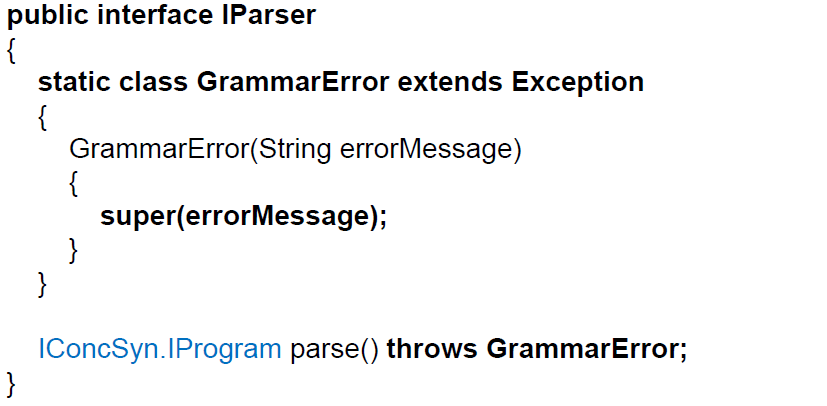 public interface IParser
{
static class GrammarError extends Exception
{
GrammarError(String errorMessage)
{
super(errorMessage);
}
}
IConcSyn.IProgram parse() throws GrammarError;
}